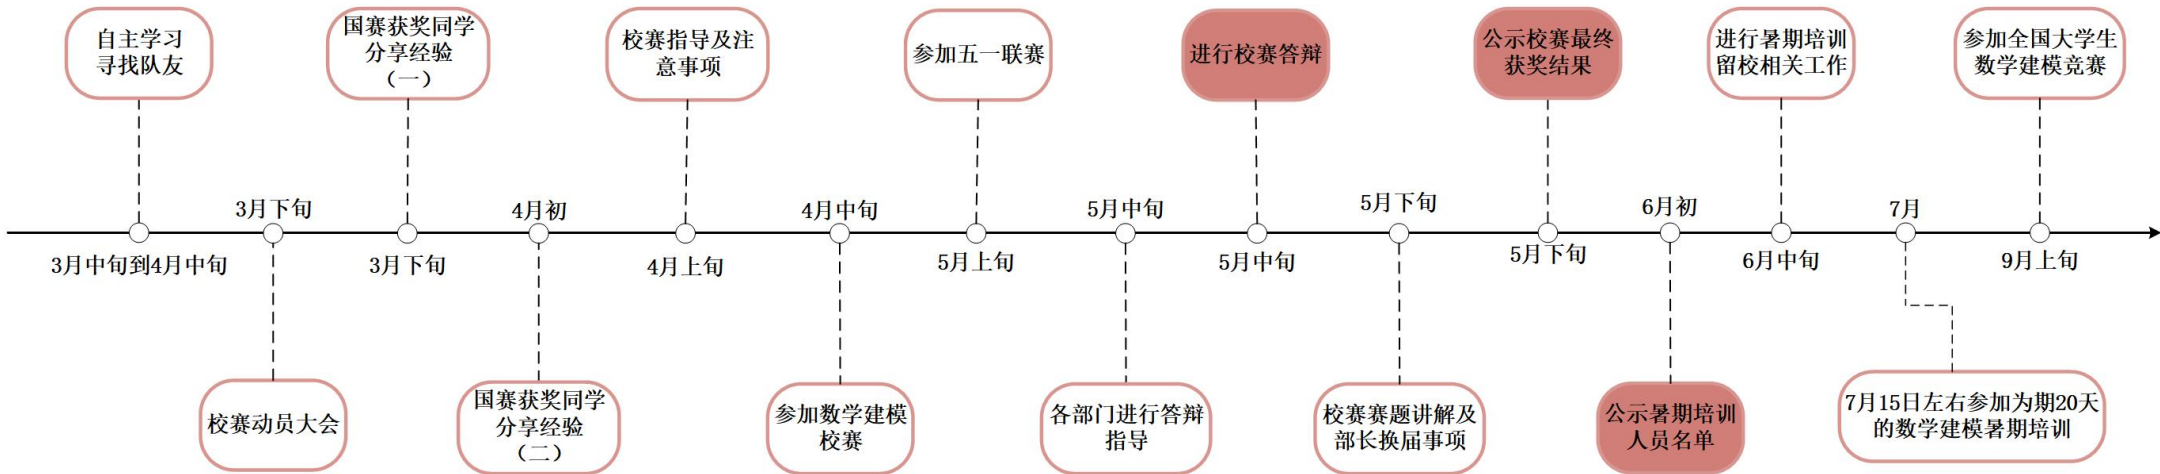 自主学习
寻找队友
国赛获奖同学
分享经验
（一）
校赛指导及注
意事项
参加五一联赛
进行校赛答辩
公示校赛最终
获奖结果
进行暑期培训
留校相关工作
参加全国大学生
数学建模竞赛
3月下旬
4月初
4月中旬
5月中旬
5月下旬
6月初
7月
3月中旬到4月中旬
3月下旬
4月上旬
5月上旬
5月中旬
5月下旬
6月中旬
9月上旬
校赛动员大会
国赛获奖同学
分享经验
（二）
参加数学建模
校赛
各部门进行答辩
指导
校赛赛题讲解及
部长换届事项
公示暑期培训
人员名单
7月15日左右参加为期20天
的数学建模暑期培训